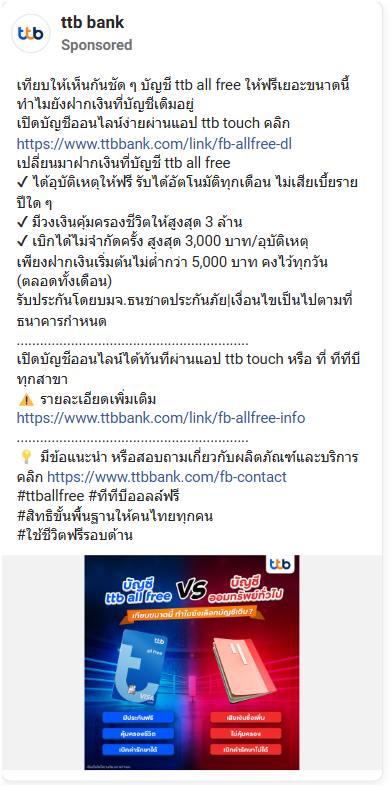 ttb
ttb bank
Sponsored
เทียบให้เห็นกันชัด ๆ บัญชี ttb all free ให้ฟรีเยอะขนาดนี้
ทำไมยังฝากเงินที่บัญชีเดิมอยู่
เปิดบัญชีออนไลน์ง่ายผ่านแอป ttb touch คลิก
https://www.ttbbank.com/link/fb-allfree-dl
เปลี่ยนมาฝากเงินที่บัญชี ttb all free
✔ ได้อุบัติเหตุให้ฟรี รับได้อัตโนมัติทุกเดือน ไม่เสียเบี้ยราย
ปีใด ๆ
✔ มีวงเงินคุ้มครองชีวิตให้สูงสุด 3 ล้าน
✔ เบิกได้ไม่จำกัดครั้ง สูงสุด 3,000 บาท/อุบัติเหตุ
เพียงฝากเงินเริ่มต้นไม่ต่ำกว่า 5,000 บาท คงไว้ทุกวัน
(ตลอดทั้งเดือน)
รับประกันโดยบมจ.ธนชาตประกันภัย|เงื่อนไขเป็นไปตามที่
ธนาคารกำหนด
............................................................
เปิดบัญชีออนไลน์ได้ทันทีผ่านแอป ttb touch หรือ ที่ ทีทีบี
ทุกสาขา
⚠️ รายละเอียดเพิ่มเติม
https://www.ttbbank.com/link/fb-allfree-info
............................................................
💡 มีข้อแนะนำ หรือสอบถามเกี่ยวกับผลิตภัณฑ์และบริการ
คลิก https://www.ttbbank.com/fb-contact
#ttballfree #ทีทีบีออลล์ฟรี
#สิทธิขั้นพื้นฐานให้คนไทยทุกคน
#ใช้ชีวิตฟรีรอบด้าน
ttb
บัญชี
ttb all free
VS
บัญชี
ออมทรัพย์ทั่วไป
เทียบขนาดนี้ ทำไมยังเลือกบัญชีเดิม?
ttb
all free
VISA
มีประกันฟรี
คุ้มครองชีวิต
เบิกค่ารักษาได้
เสียเงินซื้อเพิ่ม
ไม่คุ้มครอง
เบิกค่ารักษาไม่ได้